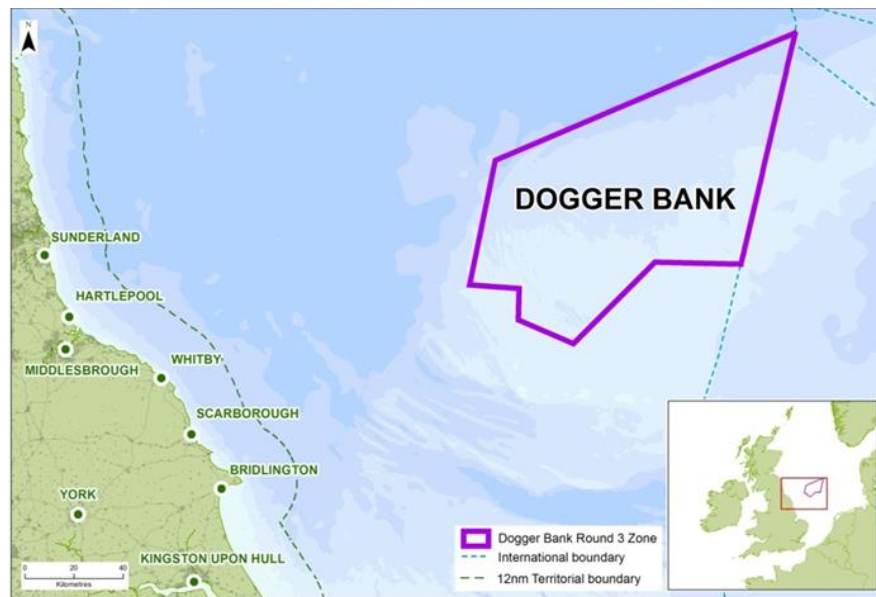 N
DOGGER BANK
SUNDERLAND
HARTLEPOOL
MIDDLESBROUGH
WHITBY
SCARBOROUGH
BRIDLINGTON
YORK
KINGSTON UPON HULL
0 20 40
Kilometres
Dogger Bank Round 3 Zone
International boundary
12nm Territorial boundary